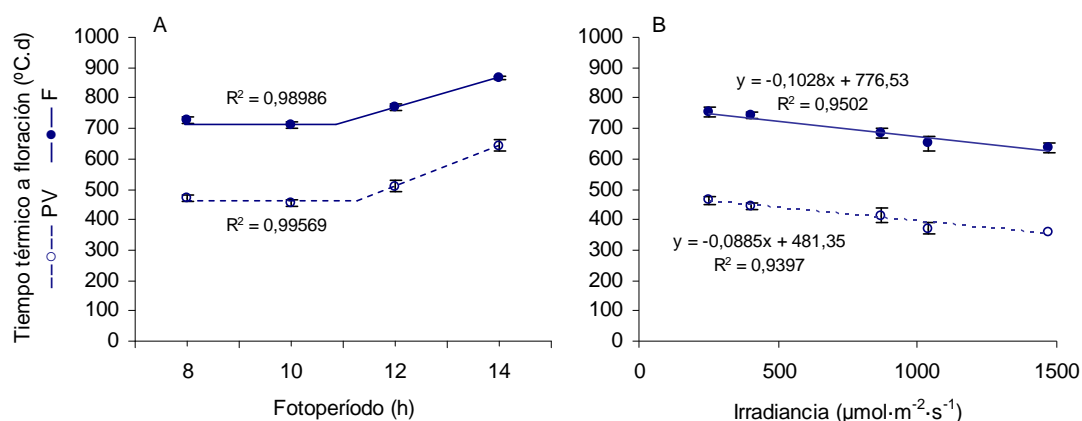 A
B
Tiempo térmico a floración (ºC.d)
PV F
1000
900
800
700
600
500
400
300
200
100
0
R² = 0,98986
R² = 0,99569
8 10 12 14
Fotoperíodo (h)
1000
900
800
700
600
500
400
300
200
100
0
y = -0,1028x + 776,53
R² = 0,9502
y = -0,0885x + 481,35
R² = 0,9397
0 500 1000 1500
Irradiancia (µmol·m⁻²·s⁻¹)